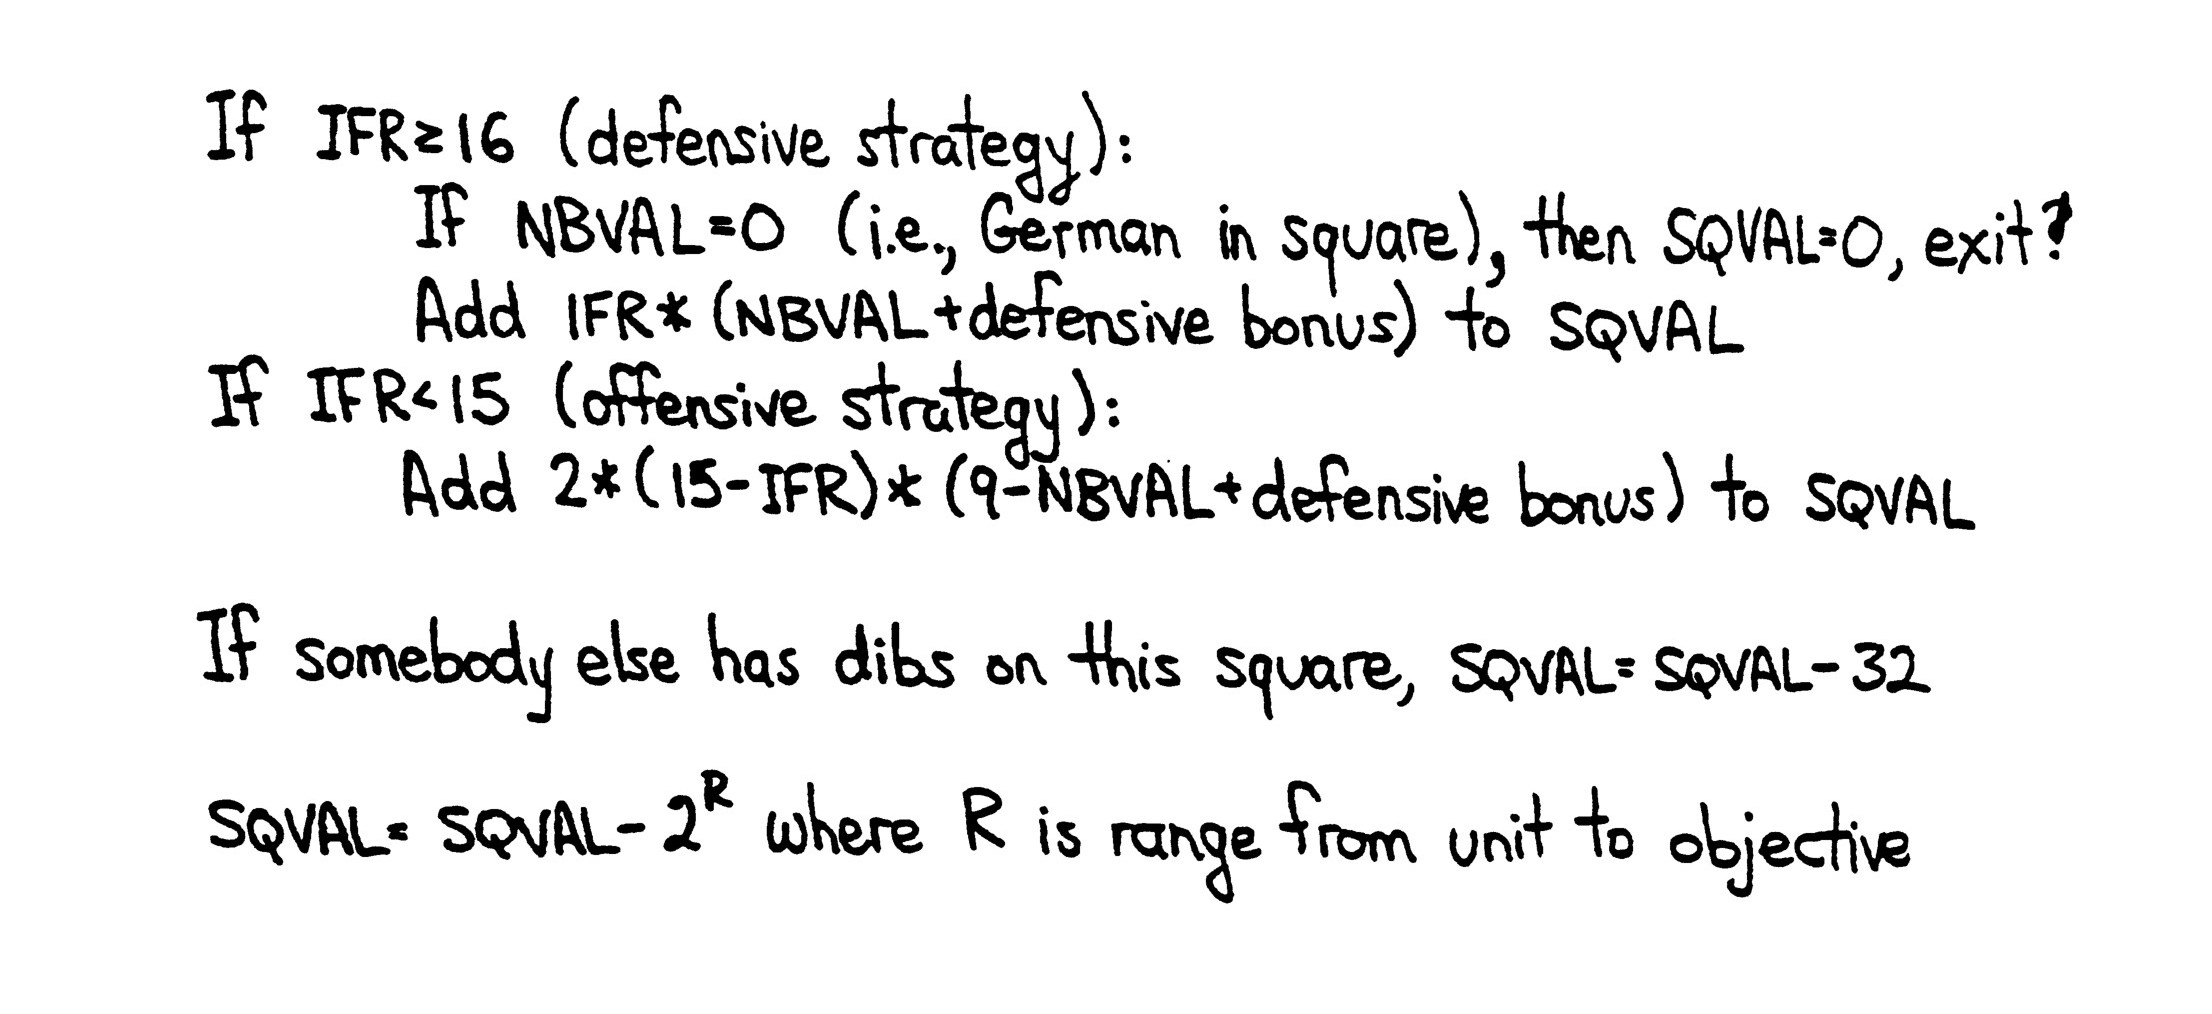 If IFR≥16 (defensive strategy):
If NBVAL=0 (i.e., German in square), then SQVAL=0, exit?
Add IFR* (NBVAL+defensive bonus) to SQVAL
If IFR<15 (offensive strategy):
Add 2*(15-IFR)* (9-NBVAL+defensive bonus) to SQVAL
If somebody else has dibs on this square, SQVAL=SQVAL-32
SQVAL=SQVAL-2ᴿ where R is range from unit to objective